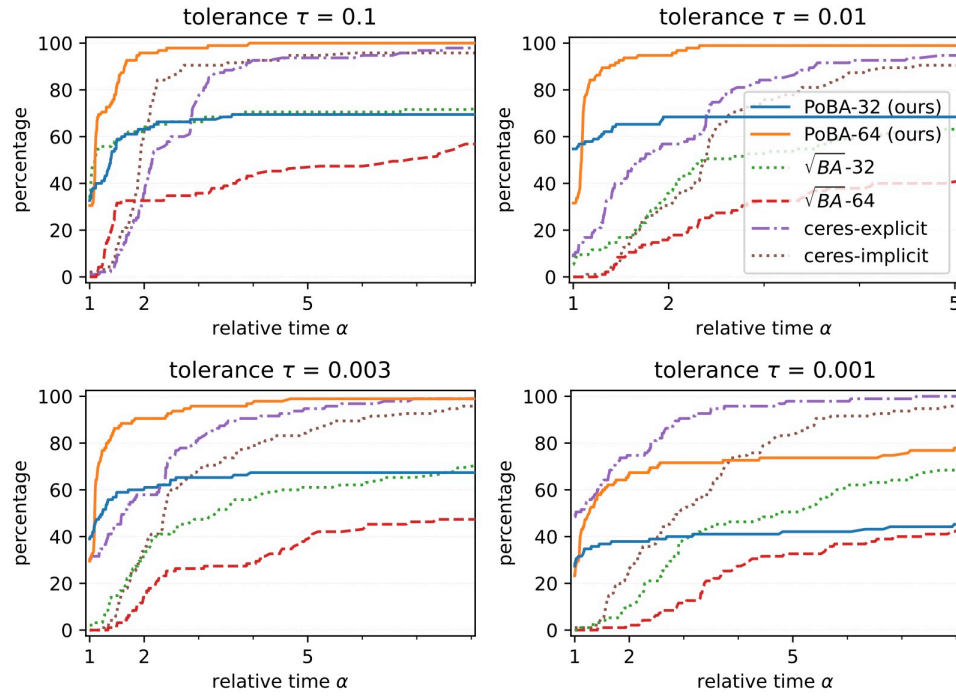 tolerance τ = 0.1
percentage
100
80
60
40
20
0
1 2 5
relative time α
tolerance τ = 0.01
percentage
100
80
60
40
20
0
1 2 5
relative time α
PoBA-32 (ours)
PoBA-64 (ours)
√BA-32
√BA-64
ceres-explicit
ceres-implicit
tolerance τ = 0.003
percentage
100
80
60
40
20
0
1 2 5
relative time α
tolerance τ = 0.001
percentage
100
80
60
40
20
0
1 2 5
relative time α